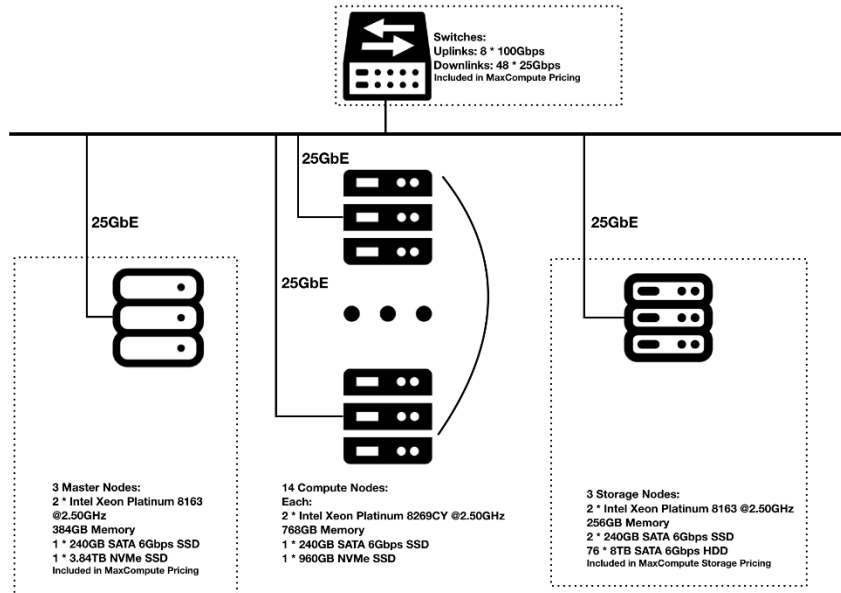 Switches:
Uplinks: 8 * 100Gbps
Downlinks: 48 * 25Gbps
Included in MaxCompute Pricing
25GbE
25GbE
25GbE
25GbE
3 Master Nodes:
2 * Intel Xeon Platinum 8163
@2.50GHz
384GB Memory
1 * 240GB SATA 6Gbps SSD
1 * 3.84TB NVMe SSD
Included in MaxCompute Pricing
14 Compute Nodes:
Each:
2 * Intel Xeon Platinum 8269CY @2.50GHz
768GB Memory
1 * 240GB SATA 6Gbps SSD
1 * 960GB NVMe SSD
3 Storage Nodes:
2 * Intel Xeon Platinum 8163 @2.50GHz
256GB Memory
2 * 240GB SATA 6Gbps SSD
76 * 8TB SATA 6Gbps HDD
Included in MaxCompute Storage Pricing